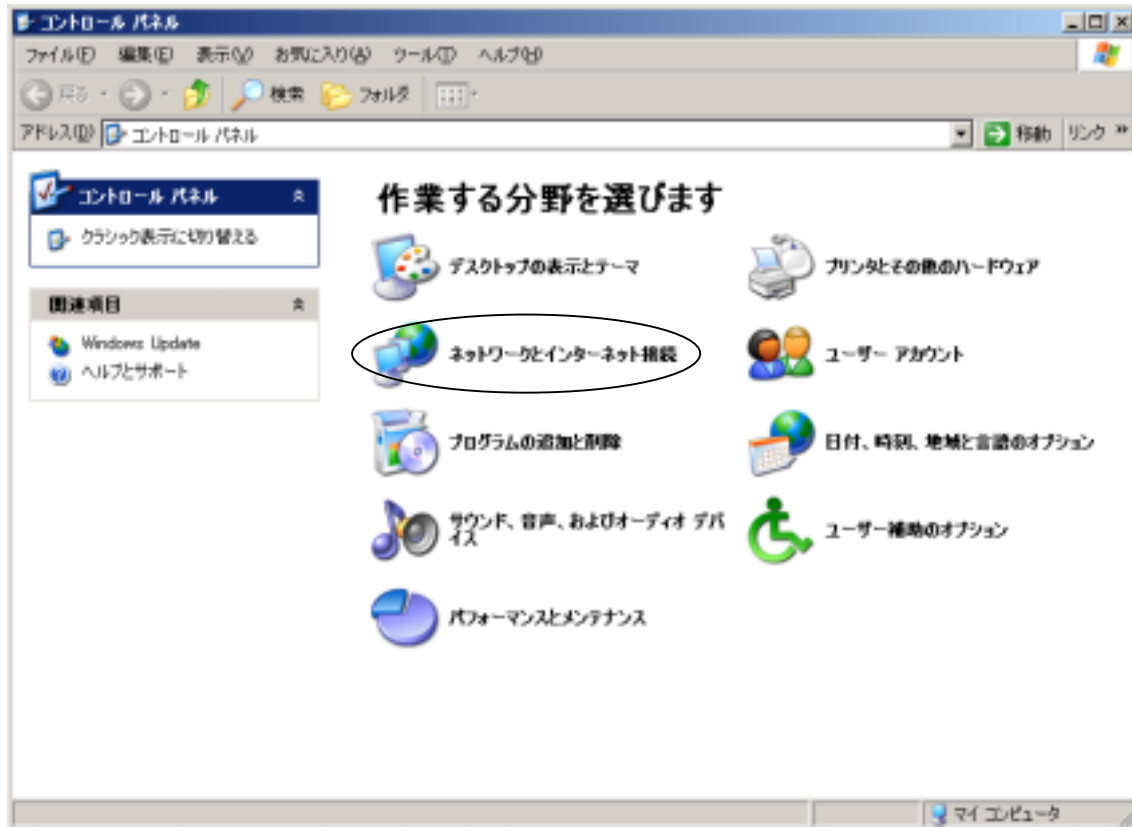 コントロール パネル
ファイル(F) 編集(E) 表示(V) お気に入り(A) ツール(T) ヘルプ(H)
戻る 検索 フォルダ
アドレス(D) コントロール パネル 移動 リンク »
コントロール パネル
クラシック表示に切り替える
関連項目
Windows Update
ヘルプとサポート
作業する分野を選びます
デスクトップの表示とテーマ
プリンタとその他のハードウェア
ネットワークとインターネット接続
ユーザー アカウント
プログラムの追加と削除
日付、時刻、地域と言語のオプション
サウンド、音声、およびオーディオ デバ
イス
ユーザー補助のオプション
パフォーマンスとメンテナンス
マイ コンピュータ